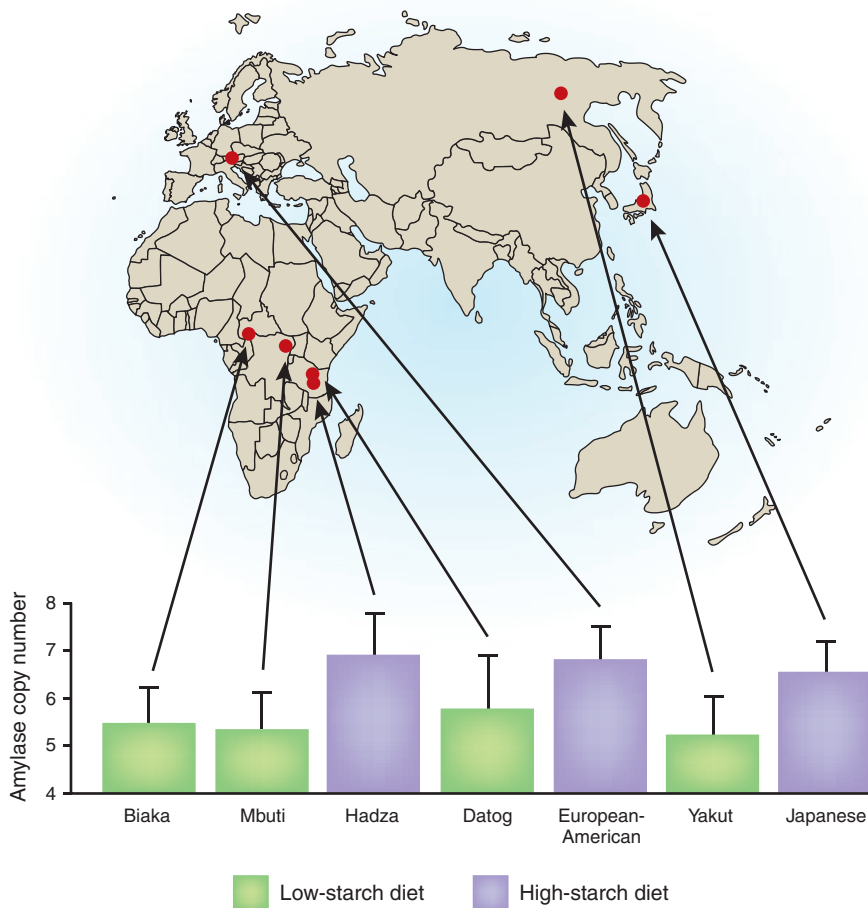 Amylase copy number
8
7
6
5
4
Biaka
Mbuti
Hadza
Datog
European-
American
Yakut
Japanese
Low-starch diet
High-starch diet